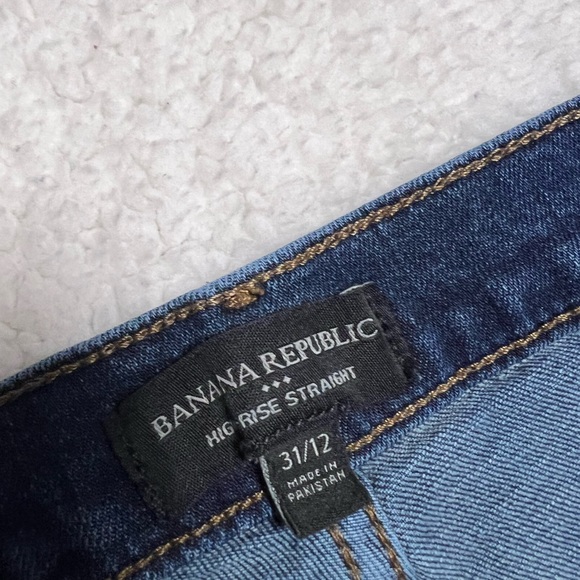 BANANA REPUBLIC
HIGH RISE STRAIGHT
31/12
MADE IN
PAKISTAN